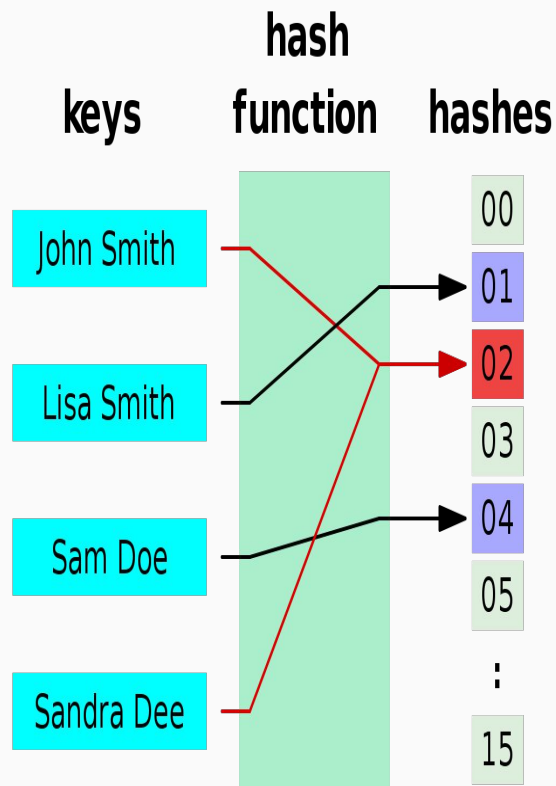 hash
keys function hashes
John Smith
Lisa Smith
Sam Doe
Sandra Dee
00
01
02
03
04
05
:
15